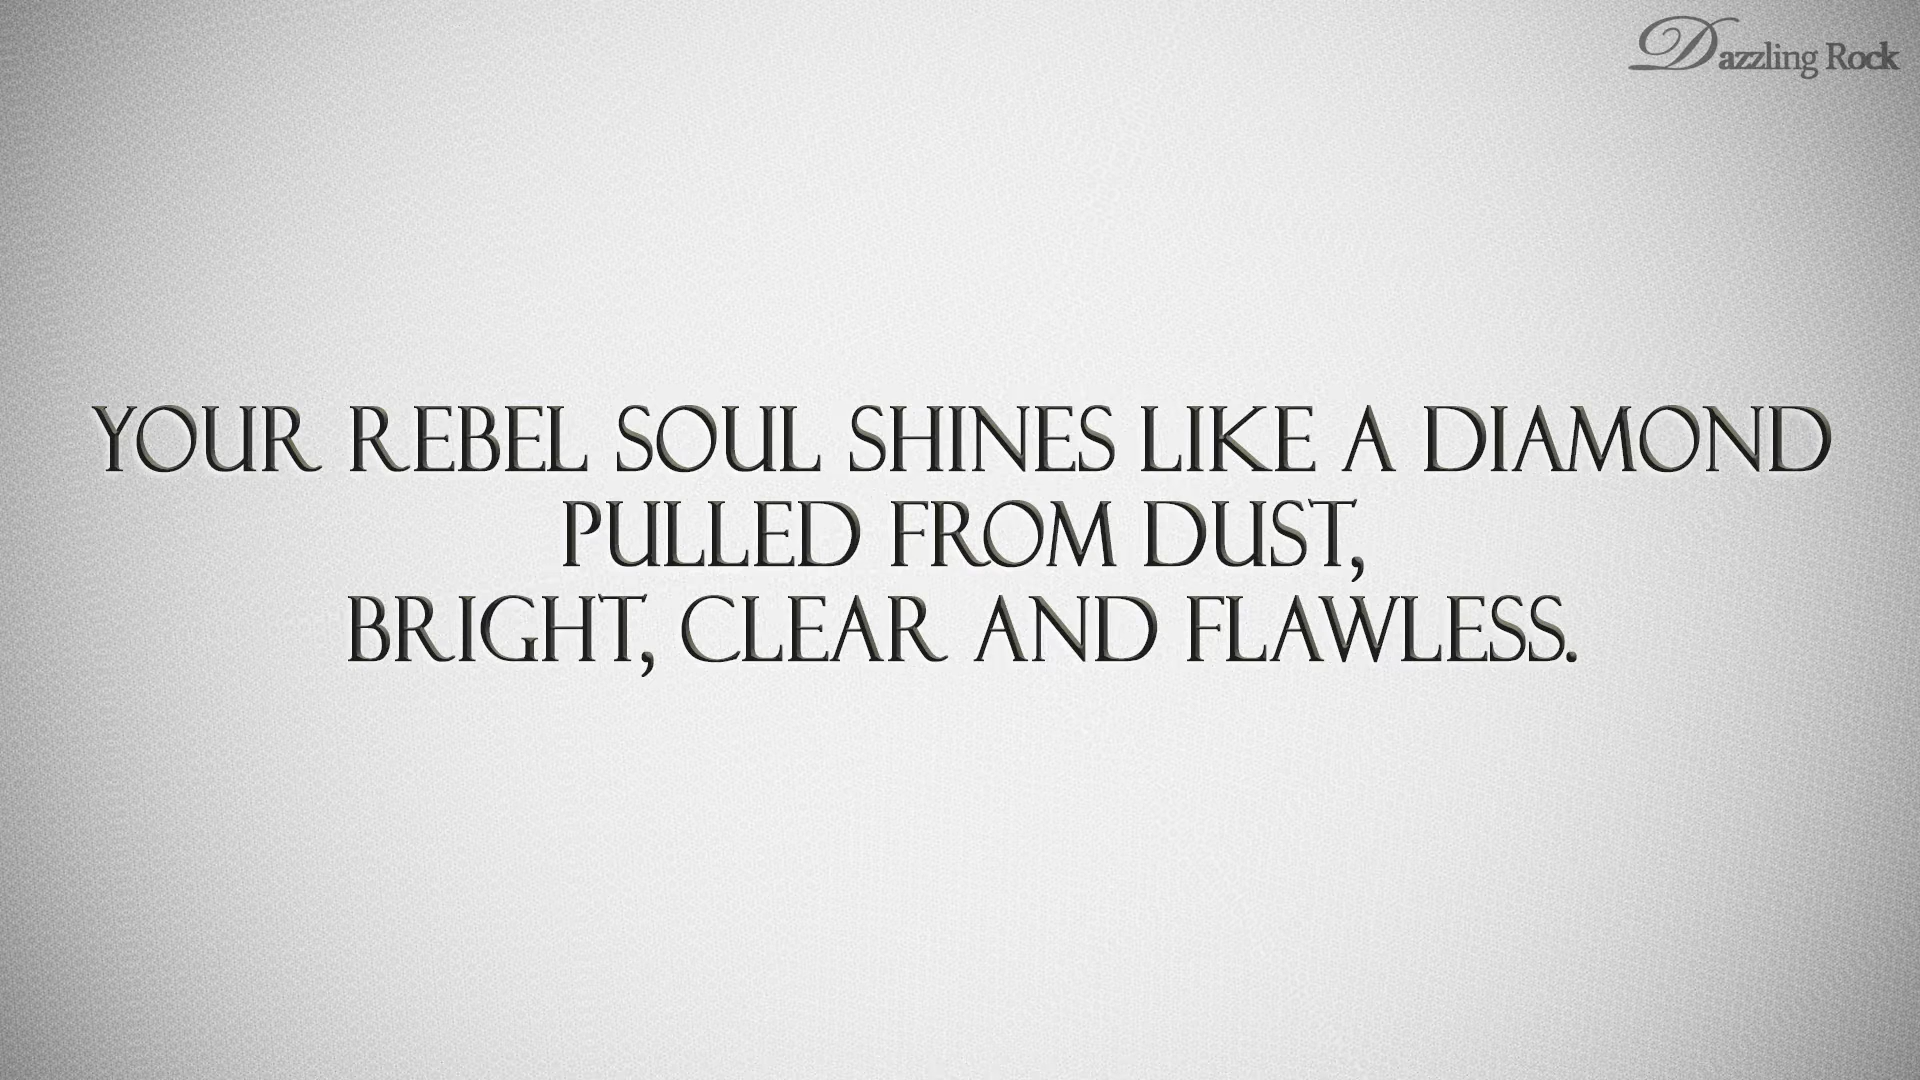 Dazzling Rock
YOUR REBEL SOUL SHINES LIKE A DIAMOND
PULLED FROM DUST,
BRIGHT, CLEAR AND FLAWLESS.